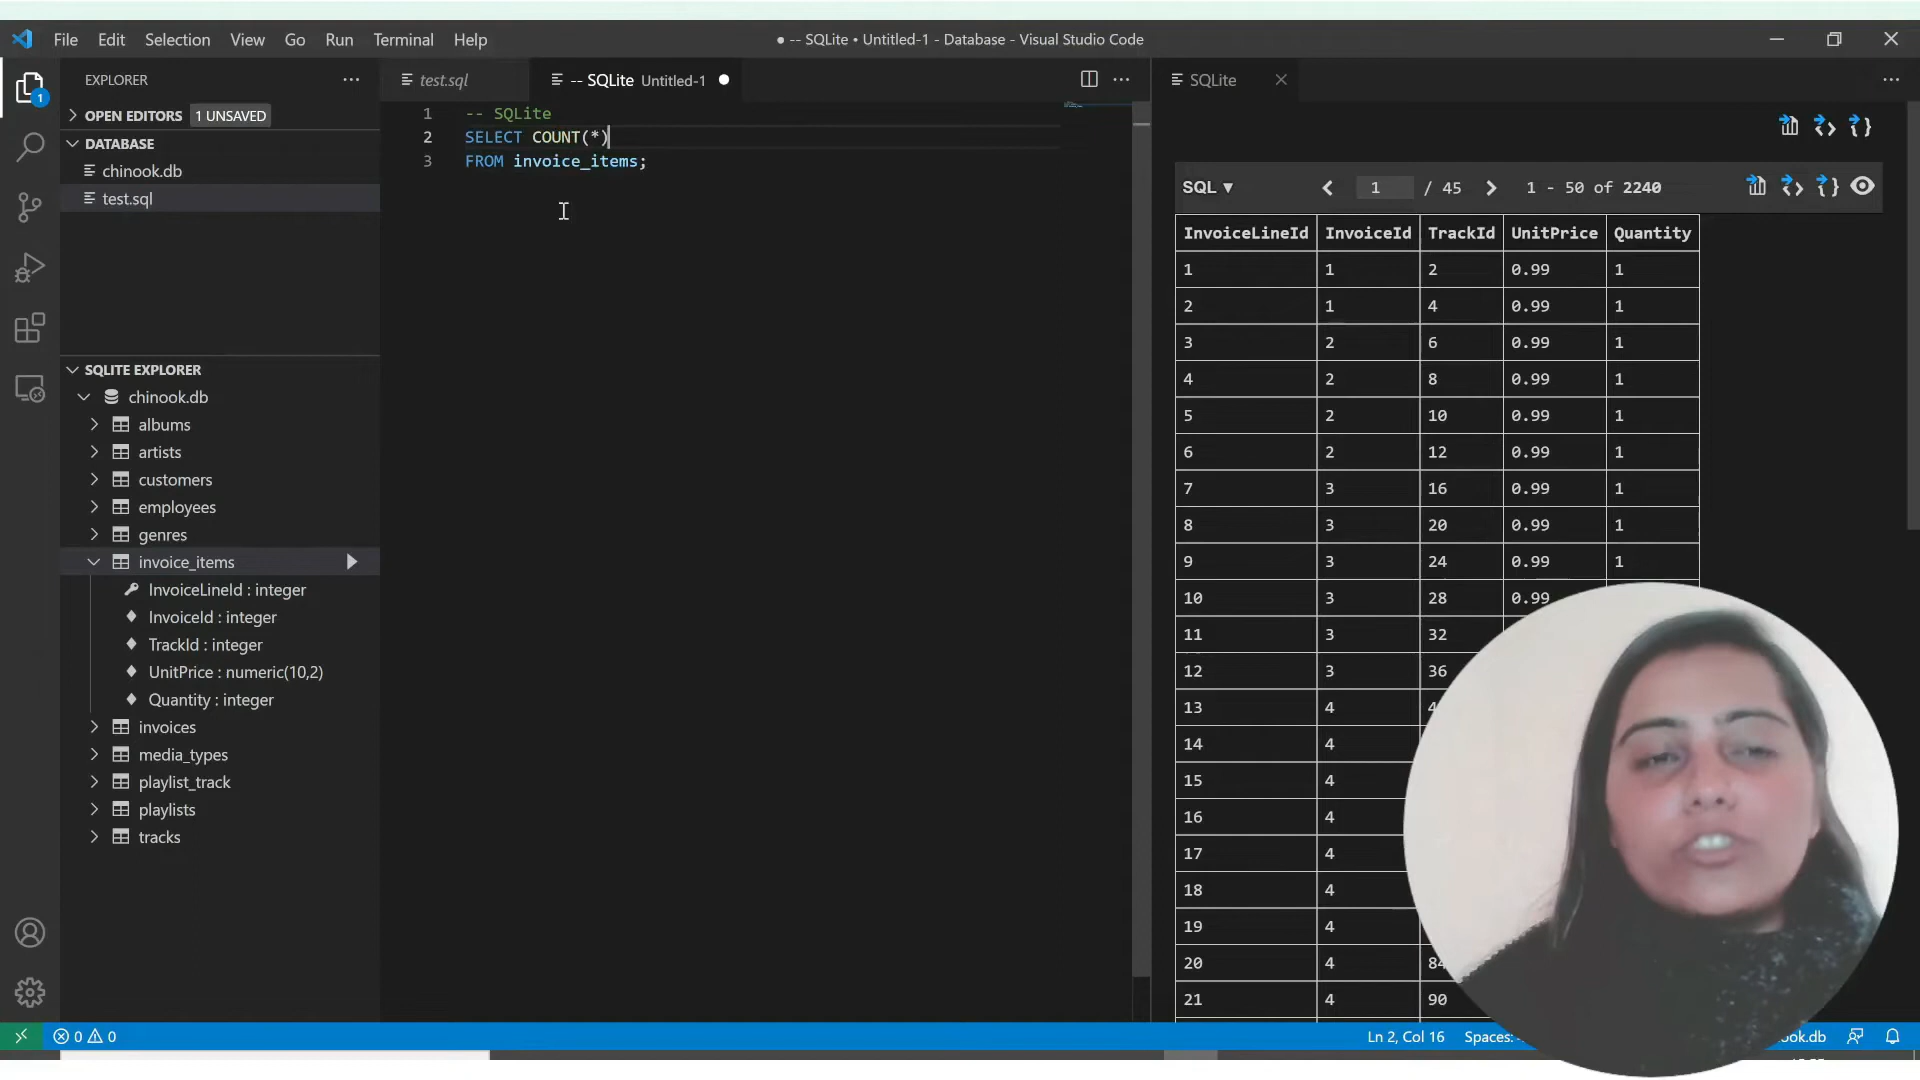 File Edit Selection View Go Run Terminal Help
● -- SQLite • Untitled-1 - Database - Visual Studio Code
EXPLORER
1
OPEN EDITORS 1 UNSAVED
DATABASE
chinook.db
test.sql
SQLITE EXPLORER
chinook.db
albums
artists
customers
employees
genres
invoice_items
InvoiceLineId : integer
InvoiceId : integer
TrackId : integer
UnitPrice : numeric(10,2)
Quantity : integer
invoices
media_types
playlist_track
playlists
tracks
test.sql
-- SQLite Untitled-1 ●
1 -- SQLite
2 SELECT COUNT(*)
3 FROM invoice_items;
SQLite
SQL ▼ 1 / 45 1 - 50 of 2240
InvoiceLineId InvoiceId TrackId UnitPrice Quantity
1 1 2 0.99 1
2 1 4 0.99 1
3 2 6 0.99 1
4 2 8 0.99 1
5 2 10 0.99 1
6 2 12 0.99 1
7 3 16 0.99 1
8 3 20 0.99 1
9 3 24 0.99 1
10 3 28 0.99
11 3 32
12 3 36
13 4 4
14 4
15 4
16 4
17 4
18 4
19 4
20 4 84
21 4 90
0 0
Ln 2, Col 16 Spaces: ok.db